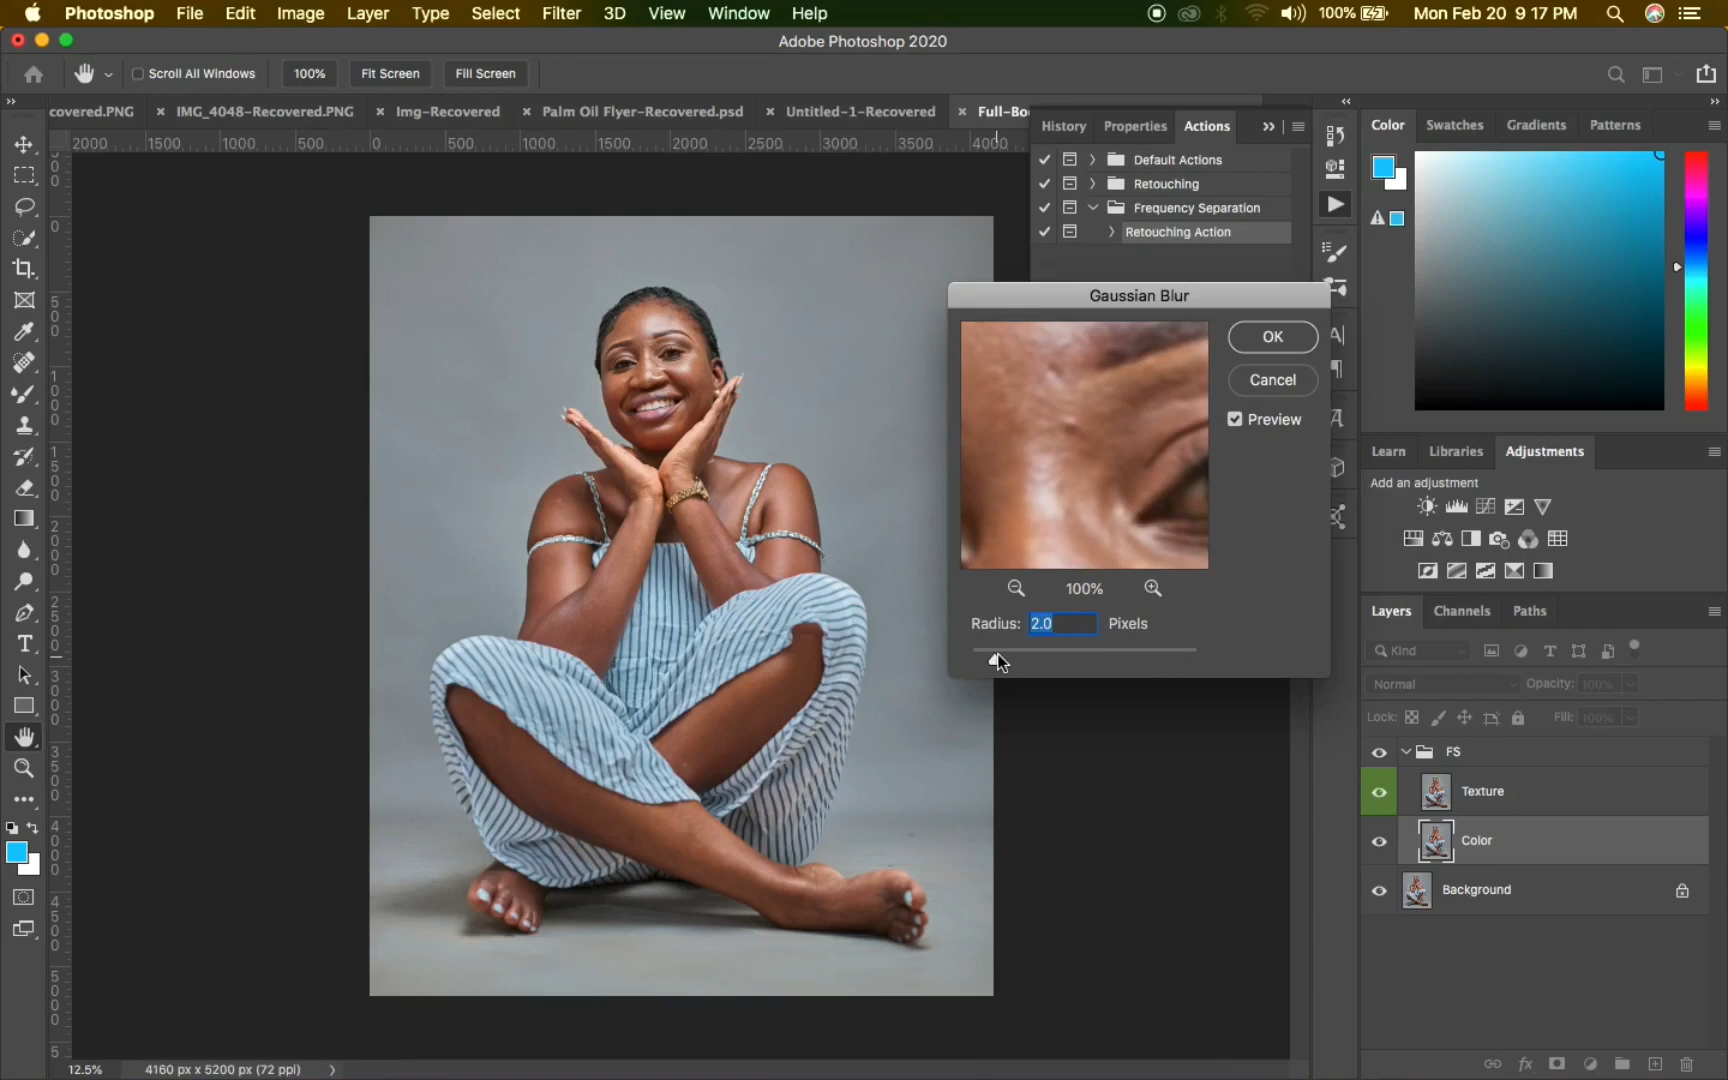 Photoshop File Edit Image Layer Type Select Filter 3D View Window Help 100% Mon Feb 20 9 17 PM
Adobe Photoshop 2020
Scroll All Windows 100% Fit Screen Fill Screen
covered.PNG × IMG_4048-Recovered.PNG × Img-Recovered × Palm Oil Flyer-Recovered.psd × Untitled-1-Recovered × Full-Bo
2000 1500 1000 500 0 500 1000 1500 2000 2500 3000 3500 4000
History Properties Actions
Default Actions
Retouching
Frequency Separation
Retouching Action
Gaussian Blur
OK
Cancel
Preview
100%
Radius: 2.0 Pixels
Color Swatches Gradients Patterns
Learn Libraries Adjustments
Add an adjustment
Layers Channels Paths
Kind
Normal Opacity: 100%
Lock: Fill: 100%
FS
Texture
Color
Background
12.5% 4160 px x 5200 px (72 ppi)